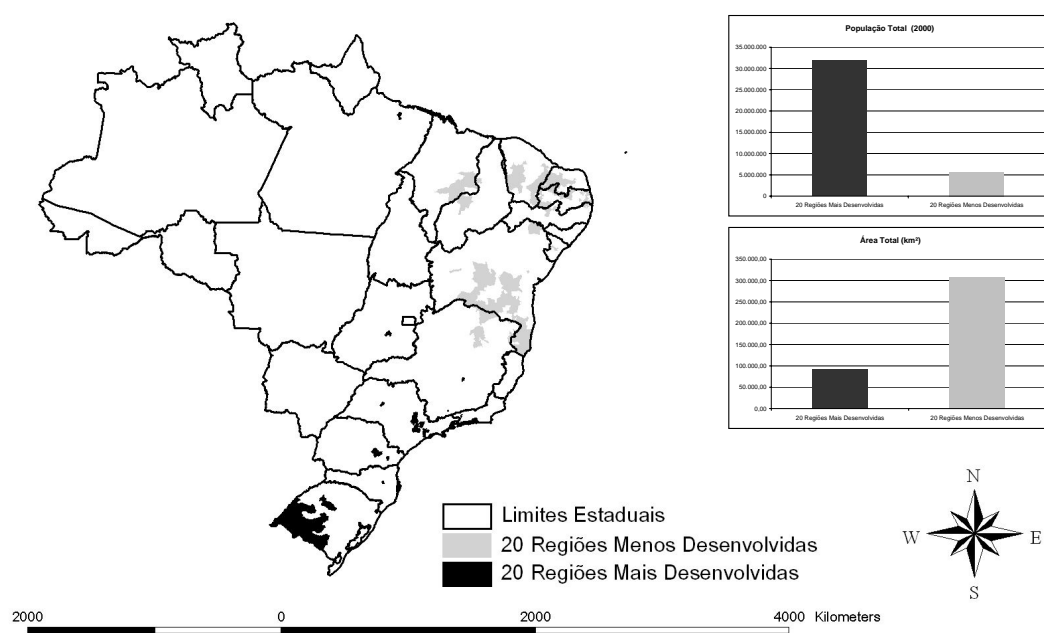 População Total (2000)
35.000.000
30.000.000
25.000.000
20.000.000
15.000.000
10.000.000
5.000.000
0
20 Regiões Mais Desenvolvidas
20 Regiões Menos Desenvolvidas
Área Total (km²)
350.000,00
300.000,00
250.000,00
200.000,00
150.000,00
100.000,00
50.000,00
0,00
20 Regiões Mais Desenvolvidas
20 Regiões Menos Desenvolvidas
Limites Estaduais
20 Regiões Menos Desenvolvidas
20 Regiões Mais Desenvolvidas
N
W
E
S
2000
0
2000
4000 Kilometers